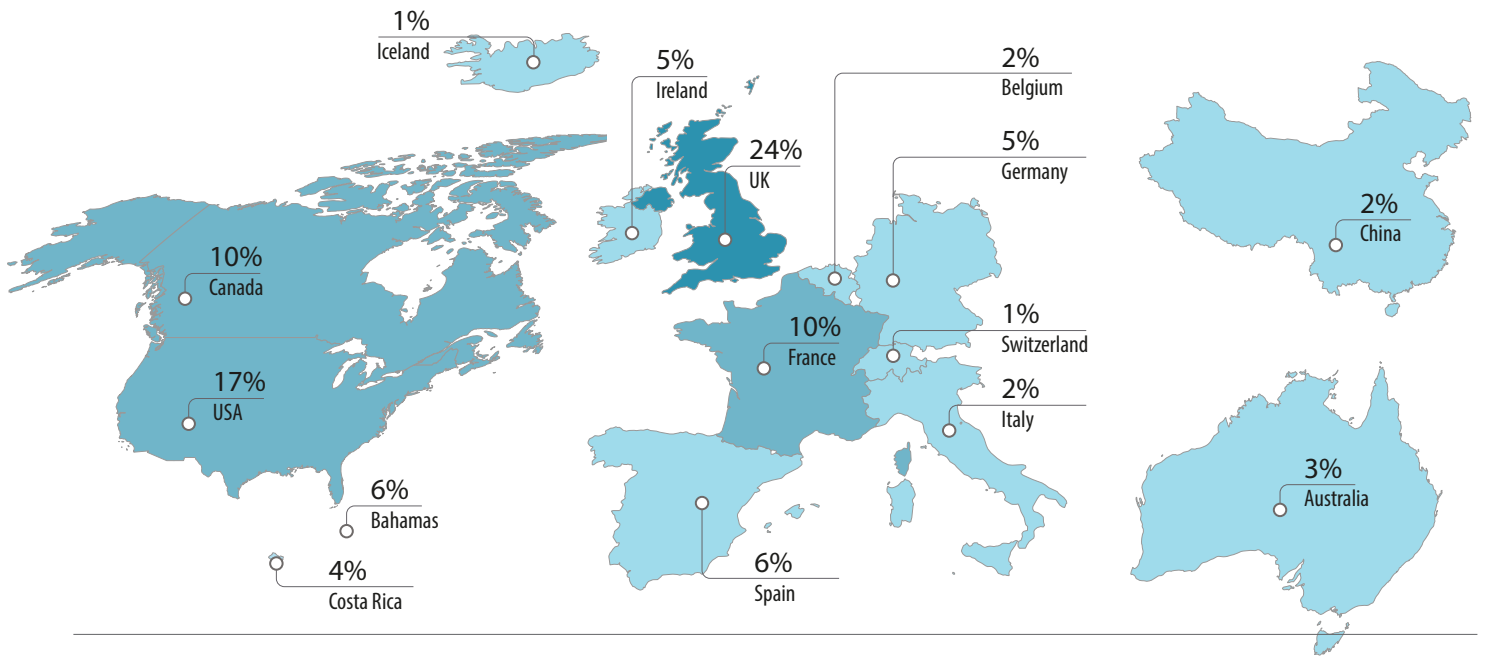 1%
Iceland
5%
Ireland
2%
Belgium
24%
UK
5%
Germany
2%
China
10%
Canada
10%
France
1%
Switzerland
17%
USA
2%
Italy
6%
Bahamas
3%
Australia
4%
Costa Rica
6%
Spain